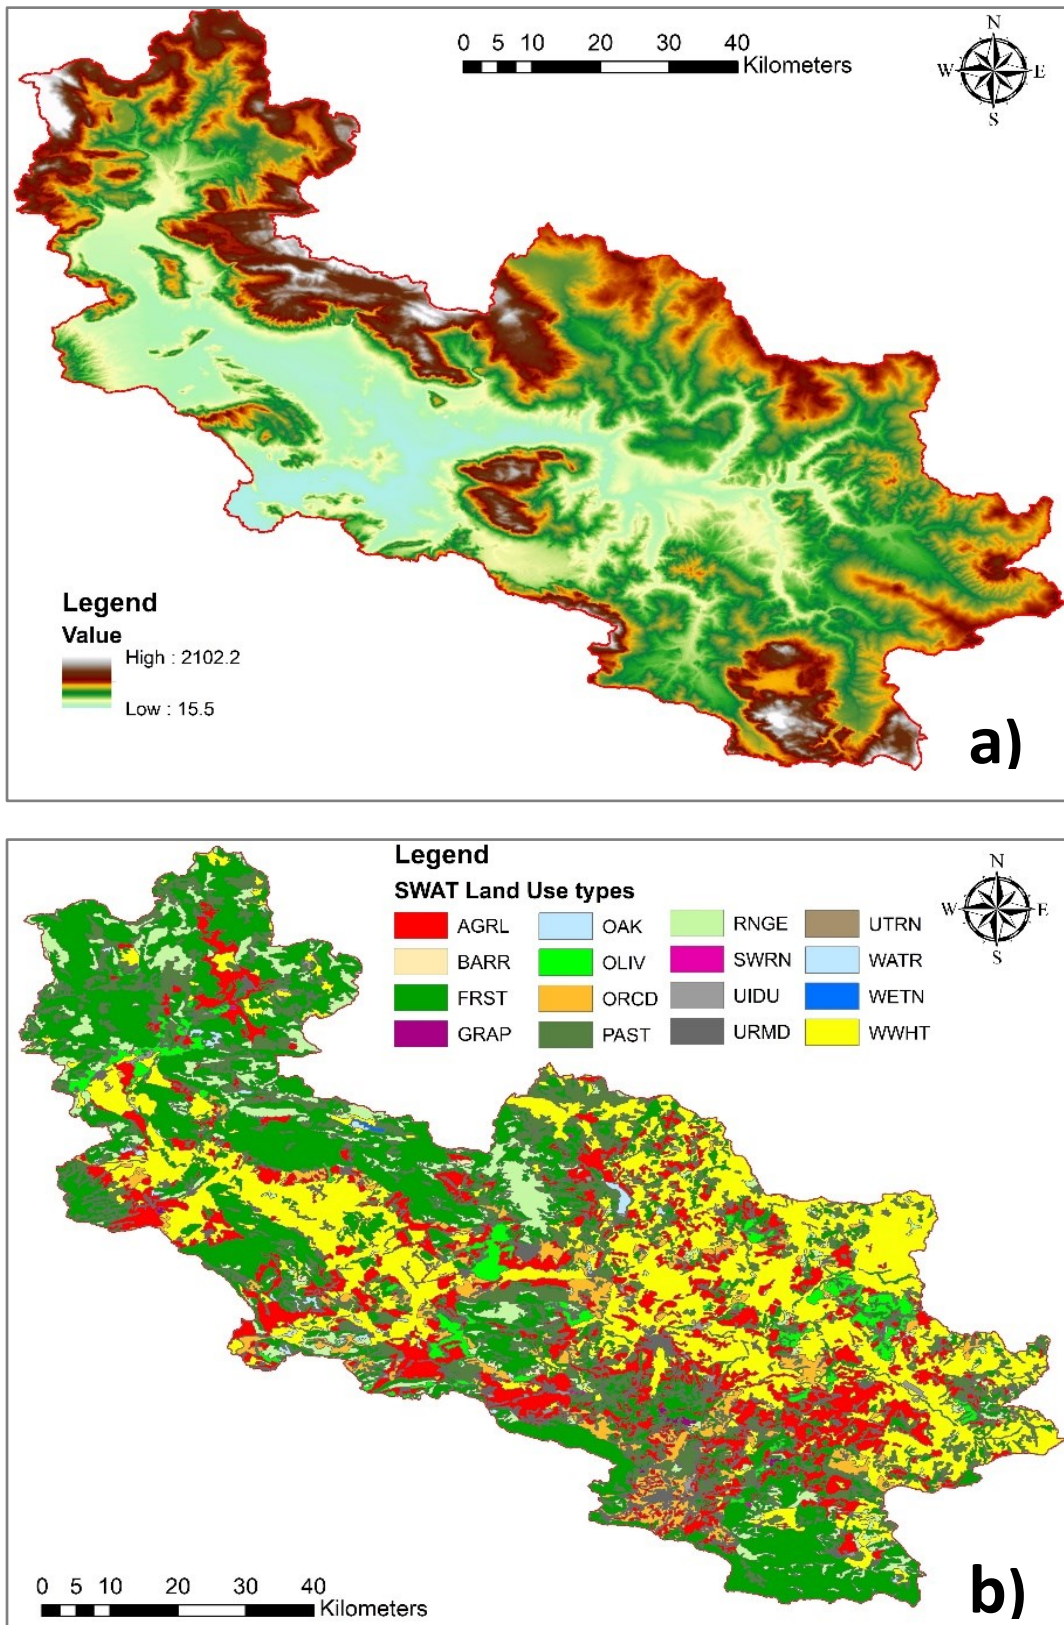 0 5 10 20 30 40
Kilometers
N
W E
S
Legend
Value
High : 2102.2
Low : 15.5
a)
Legend
SWAT Land Use types
AGRL OAK RNGE UTRN
BARR OLIV SWRN WATR
FRST ORCD UIDU WETN
GRAP PAST URMD WWHT
N
W E
S
0 5 10 20 30 40
Kilometers
b)